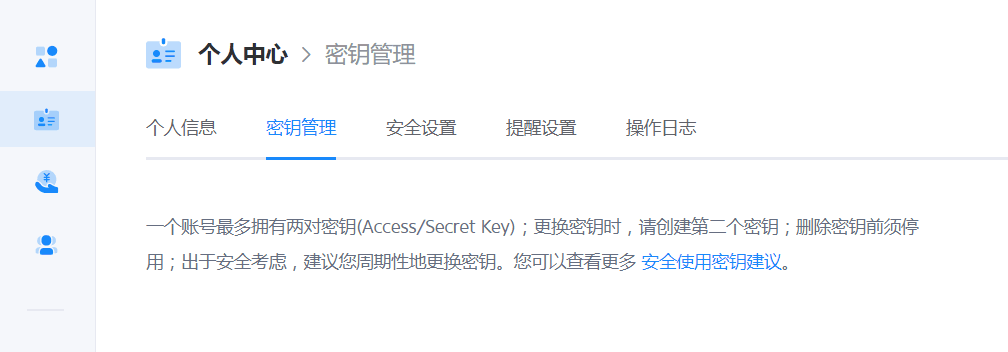 个人中心 > 密钥管理
个人信息 密钥管理 安全设置 提醒设置 操作日志
一个账号最多拥有两对密钥(Access/Secret Key)；更换密钥时，请创建第二个密钥；删除密钥前须停
用；出于安全考虑，建议您周期性地更换密钥。您可以查看更多 安全使用密钥建议。